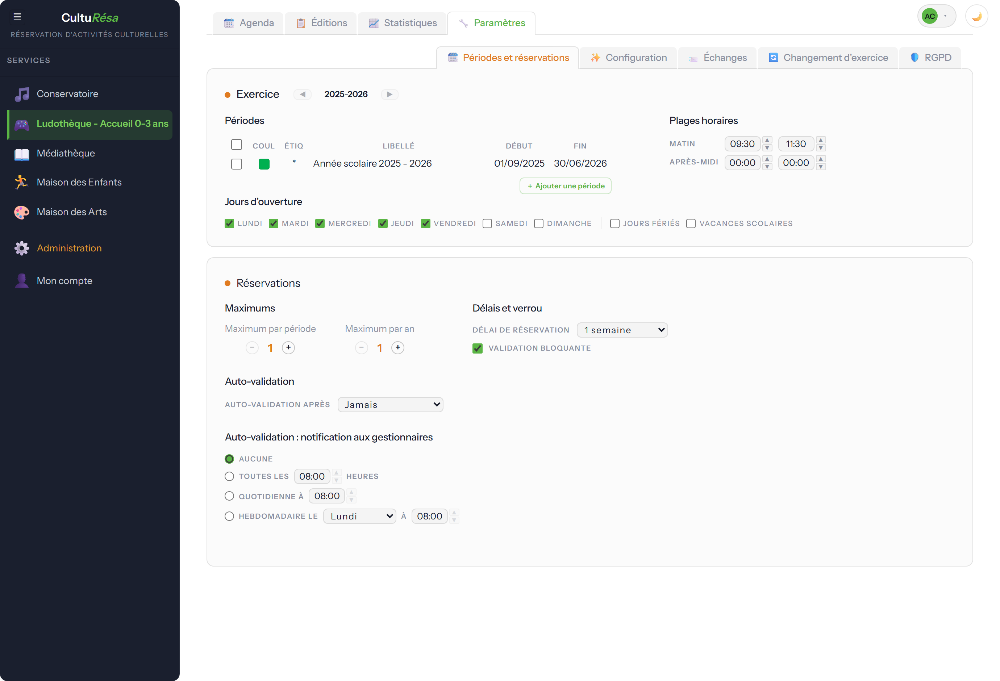 ☰ CultuRésa
RÉSERVATION D'ACTIVITÉS CULTURELLES
SERVICES
Conservatoire
Ludothèque - Accueil 0-3 ans
Médiathèque
Maison des Enfants
Maison des Arts
Administration
Mon compte
Agenda Éditions Statistiques Paramètres
AC
Périodes et réservations Configuration Échanges Changement d'exercice RGPD
Exercice ◀ 2025-2026 ▶
Périodes
COUL ÉTIQ LIBELLÉ DÉBUT FIN
* Année scolaire 2025 - 2026 01/09/2025 30/06/2026
+ Ajouter une période
Plages horaires
MATIN 09:30 11:30
APRÈS-MIDI 00:00 00:00
Jours d'ouverture
LUNDI MARDI MERCREDI JEUDI VENDREDI SAMEDI DIMANCHE JOURS FÉRIÉS VACANCES SCOLAIRES
Réservations
Maximums
Maximum par période Maximum par an
− 1 + − 1 +
Délais et verrou
DÉLAI DE RÉSERVATION 1 semaine
VALIDATION BLOQUANTE
Auto-validation
AUTO-VALIDATION APRÈS Jamais
Auto-validation : notification aux gestionnaires
AUCUNE
TOUTES LES 08:00 HEURES
QUOTIDIENNE À 08:00
HEBDOMADAIRE LE Lundi À 08:00